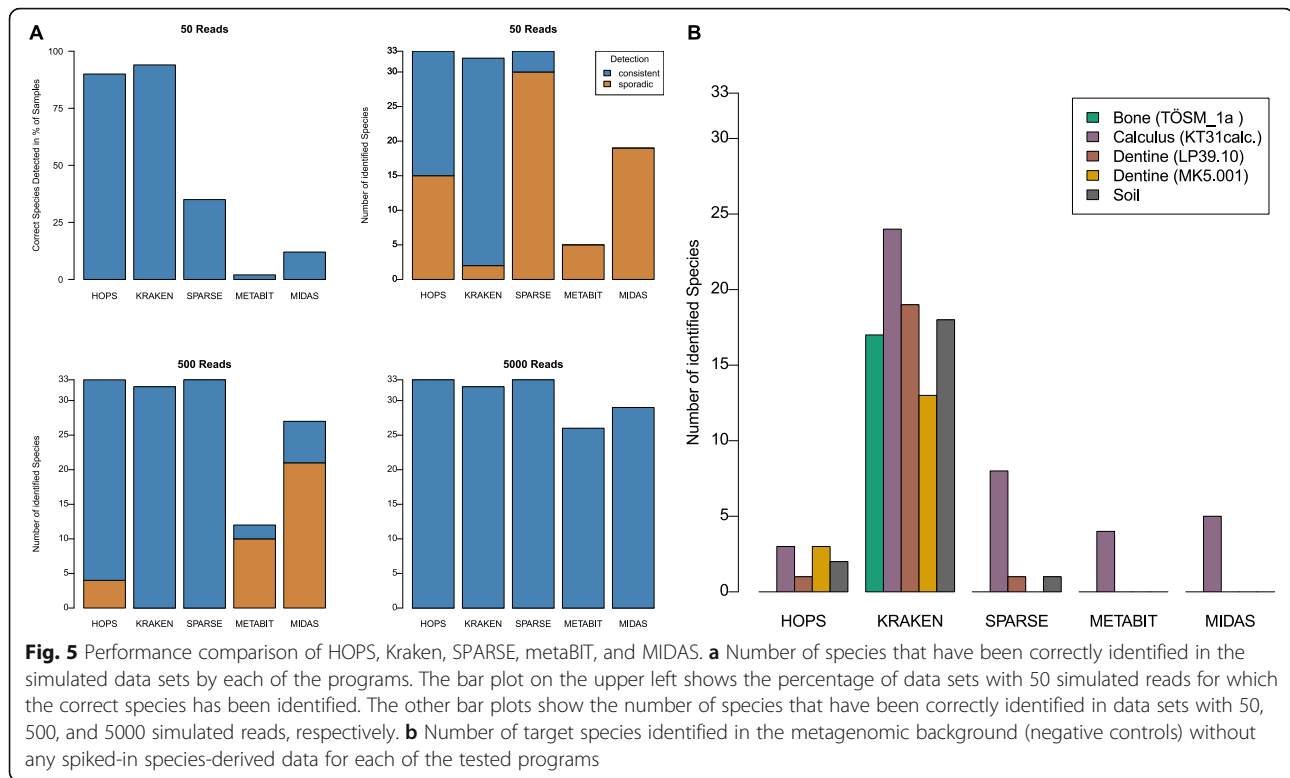 A
50 Reads
Correct Species Detected in % of Samples
100
75
50
25
0
HOPS
KRAKEN
SPARSE
METABIT
MIDAS
50 Reads
Number of identified Species
33
30
25
20
15
10
5
0
HOPS
KRAKEN
SPARSE
METABIT
MIDAS
Detection
consistent
sporadic
500 Reads
Number of identified Species
33
30
25
20
15
10
5
0
HOPS
KRAKEN
SPARSE
METABIT
MIDAS
5000 Reads
33
30
25
20
15
10
5
0
HOPS
KRAKEN
SPARSE
METABIT
MIDAS
B
Number of identified Species
33
30
25
20
15
10
5
0
HOPS
KRAKEN
SPARSE
METABIT
MIDAS
Bone (TÖSM_1a )
Calculus (KT31calc.)
Dentine (LP39.10)
Dentine (MK5.001)
Soil
Fig. 5 Performance comparison of HOPS, Kraken, SPARSE, metaBIT, and MIDAS. a Number of species that have been correctly identified in the
simulated data sets by each of the programs. The bar plot on the upper left shows the percentage of data sets with 50 simulated reads for which
the correct species has been identified. The other bar plots show the number of species that have been correctly identified in data sets with 50,
500, and 5000 simulated reads, respectively. b Number of target species identified in the metagenomic background (negative controls) without
any spiked-in species-derived data for each of the tested programs